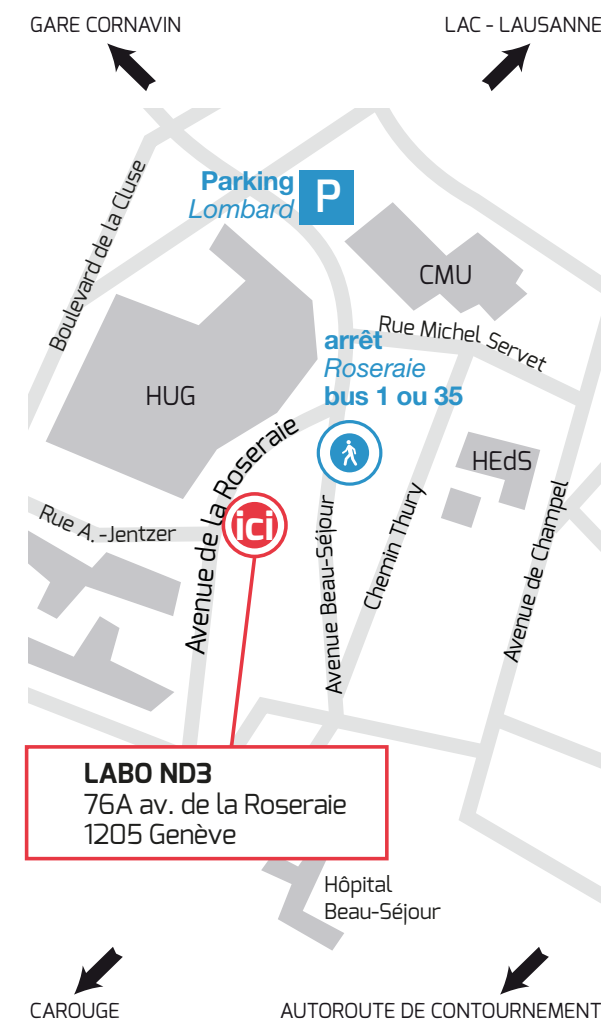 GARE CORNAVIN
LAC - LAUSANNE
Boulevard de la Cluse
Parking
Lombard
P
CMU
Rue Michel Servet
arrêt
Roseraie
bus 1 ou 35
HUG
HEdS
Avenue de la Roseraie
Rue A.-Jentzer
ici
Avenue Beau-Séjour
Chemin Thury
Avenue de Champel
LABO ND3
76A av. de la Roseraie
1205 Genève
Hôpital
Beau-Séjour
CAROUGE
AUTOROUTE DE CONTOURNEMENT